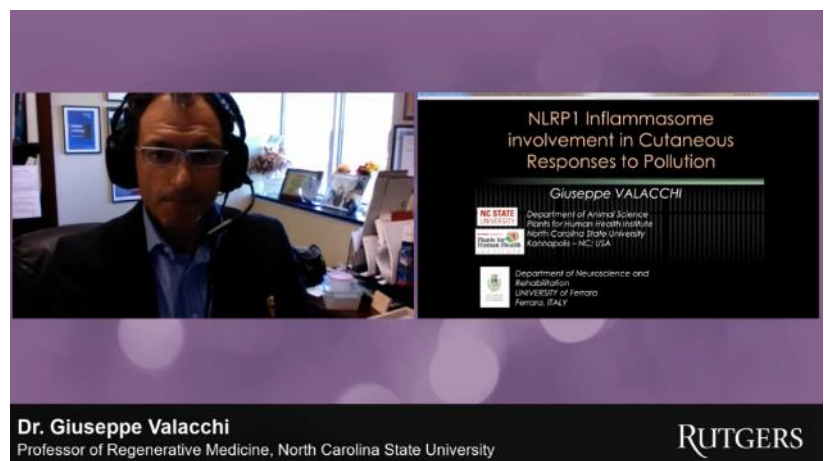 NLRP1 Inflammasome
involvement in Cutaneous
Responses to Pollution
Giuseppe VALACCHI
NC STATE
UNIVERSITY
Department of Animal Science
Plants for Human Health Institute
North Carolina State University
Kannapolis – NC; USA
Plants for
Human Health
Department of Neuroscience and
Rehabilitation
UNIVERSITY of Ferrara
Ferrara, ITALY
Dr. Giuseppe Valacchi
Professor of Regenerative Medicine, North Carolina State University
RUTGERS